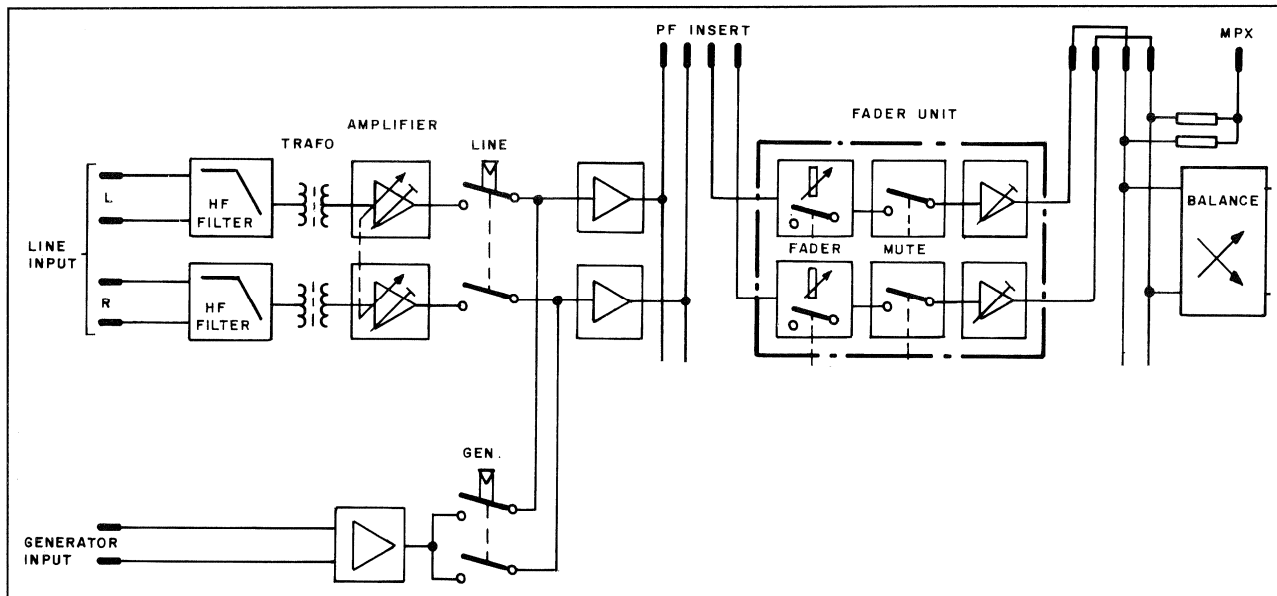 PF INSERT
MPX
AMPLIFIER
TRAFO
LINE
FADER UNIT
L
HF
FILTER
BALANCE
LINE
INPUT
FADER
MUTE
R
HF
FILTER
GEN.
GENERATOR
INPUT